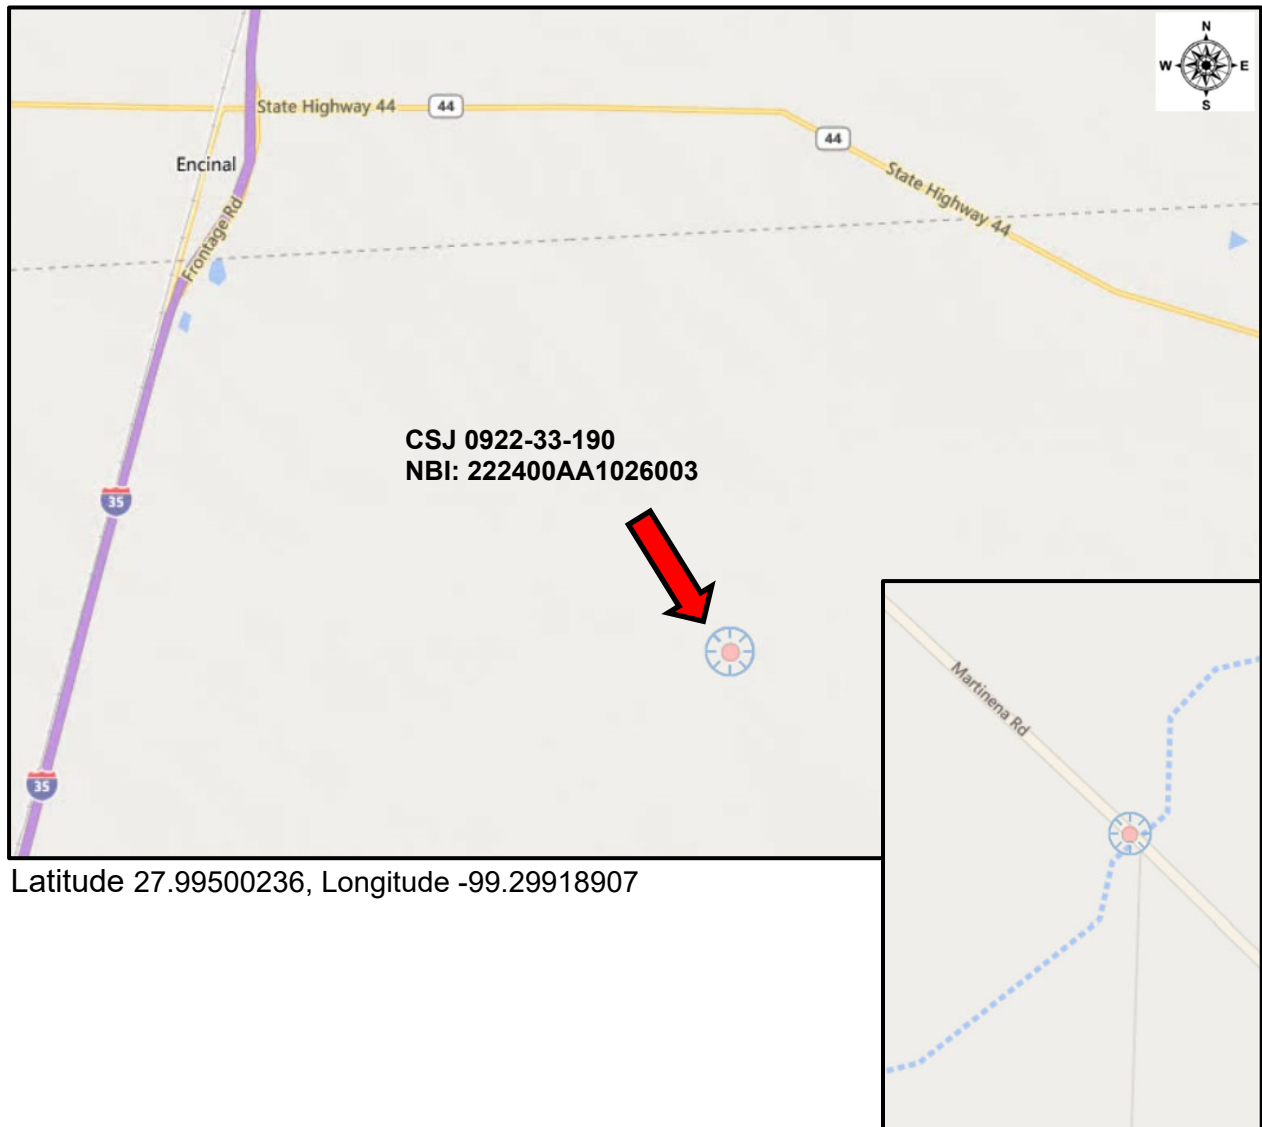 N
W E
S
State Highway 44
44
44
Encinal
State Highway 44
Frontage Rd
CSJ 0922-33-190
NBI: 222400AA1026003
35
Martinena Rd
35
Latitude 27.99500236, Longitude -99.29918907